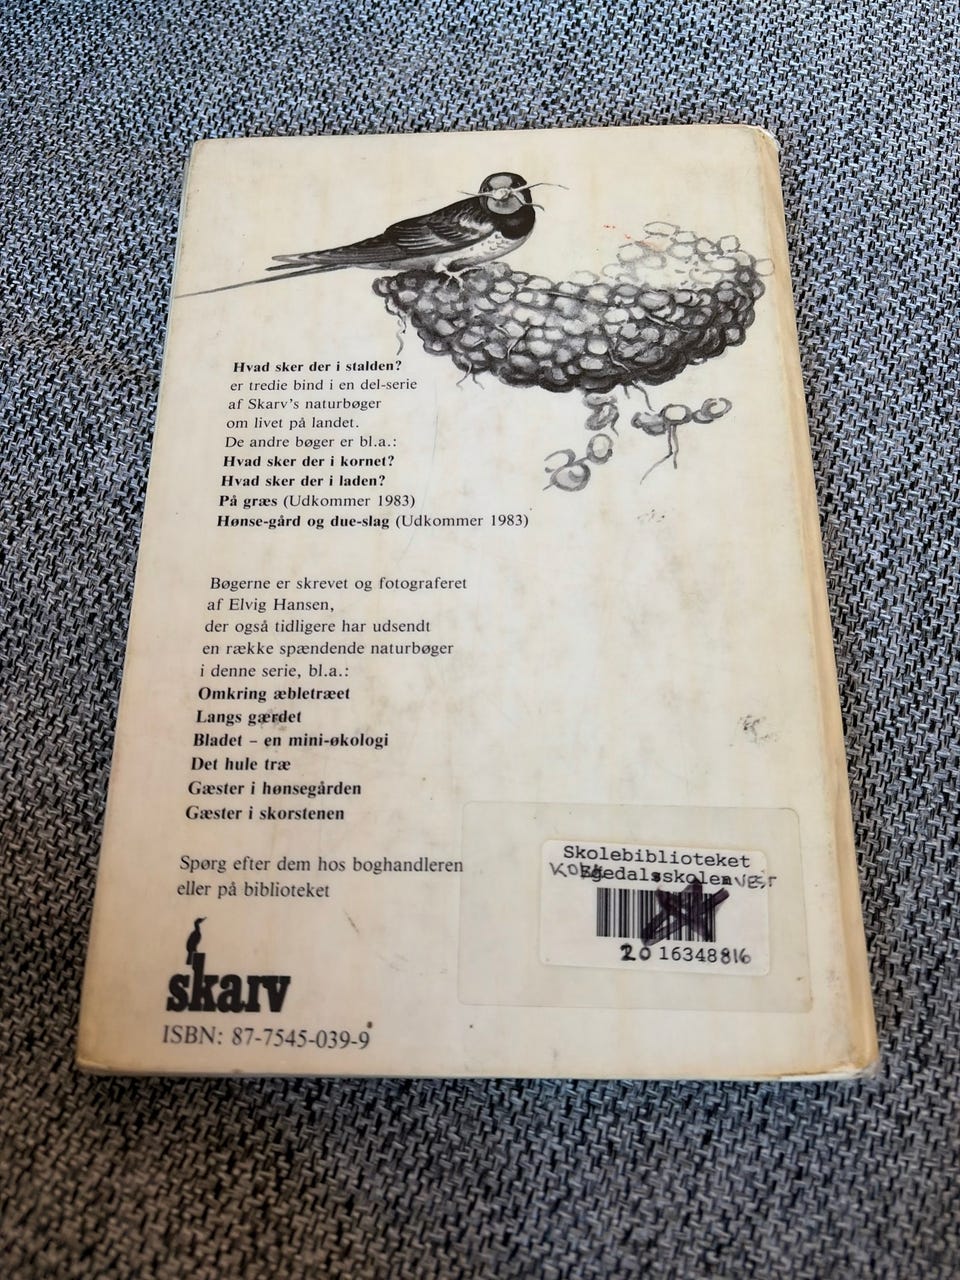 Hvad sker der i stalden?
er tredie bind i en del-serie
af Skarv's naturbøger
om livet på landet.
De andre bøger er bl.a.:
Hvad sker der i kornet?
Hvad sker der i laden?
På græs (Udkommer 1983)
Hønse-gård og due-slag (Udkommer 1983)
Bøgerne er skrevet og fotograferet
af Elvig Hansen,
der også tidligere har udsendt
en række spændende naturbøger
i denne serie, bl.a.:
Omkring æbletræet
Langs gærdet
Bladet – en mini-økologi
Det hule træ
Gæster i hønsegården
Gæster i skorstenen
Spørg efter dem hos boghandleren
eller på biblioteket
skarv
ISBN: 87-7545-039-9
Skolebiblioteket
Egedalsskolen
20 16348816